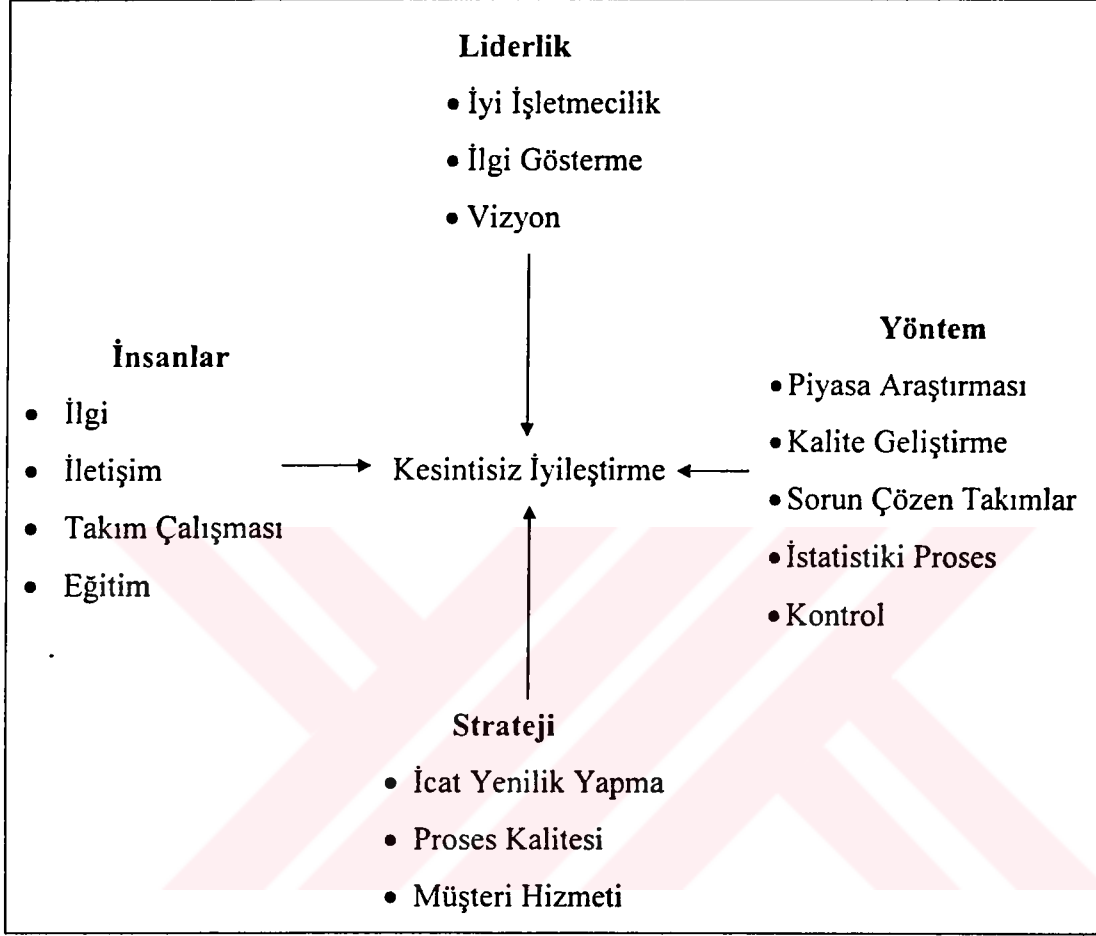 Liderlik
• İyi İşletmecilik
• İlgi Gösterme
• Vizyon
İnsanlar
• İlgi
• İletişim
• Takım Çalışması
• Eğitim
Kesintisiz İyileştirme
Yöntem
• Piyasa Araştırması
• Kalite Geliştirme
• Sorun Çözen Takımlar
• İstatistiki Proses
• Kontrol
Strateji
• İcat Yenilik Yapma
• Proses Kalitesi
• Müşteri Hizmeti